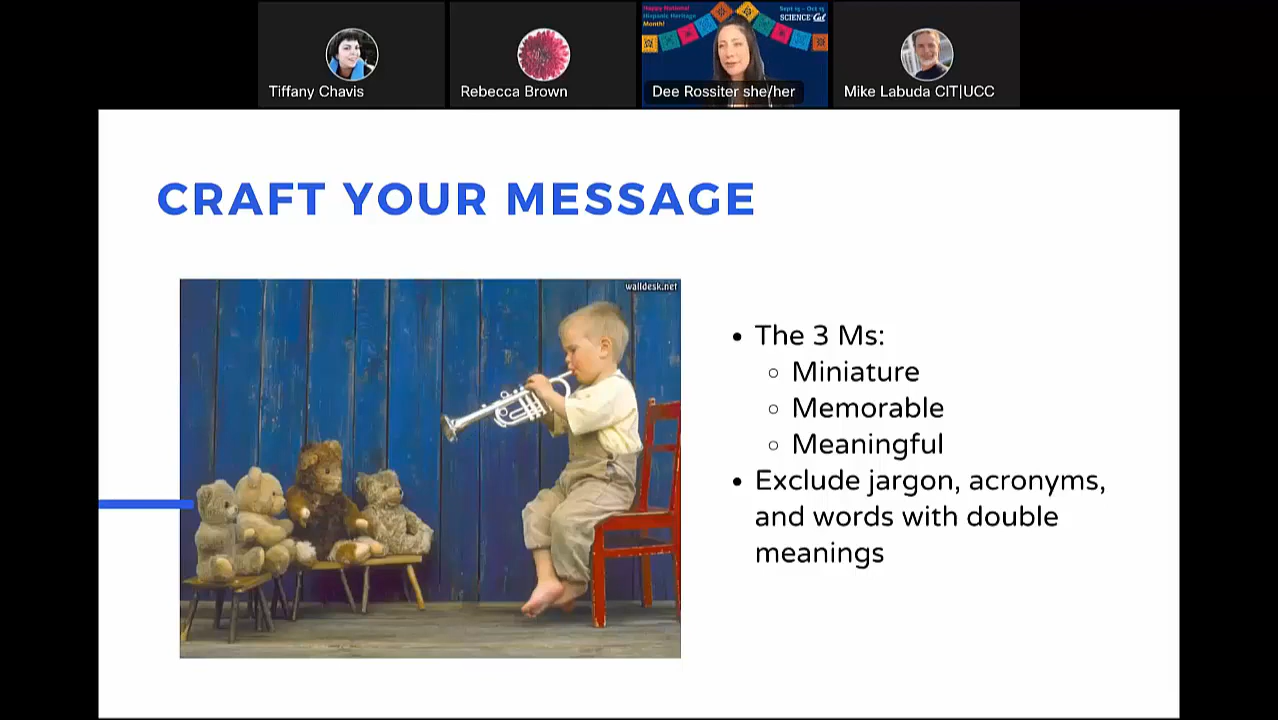 Happy National
Hispanic Heritage
Month!
Sept 15 - Oct 15
SCIENCE@Cal
Tiffany Chavis
Rebecca Brown
Dee Rossiter she/her
Mike Labuda CIT|UCC
CRAFT YOUR MESSAGE
walldesk.net
• The 3 Ms:
○ Miniature
○ Memorable
○ Meaningful
• Exclude jargon, acronyms,
and words with double
meanings